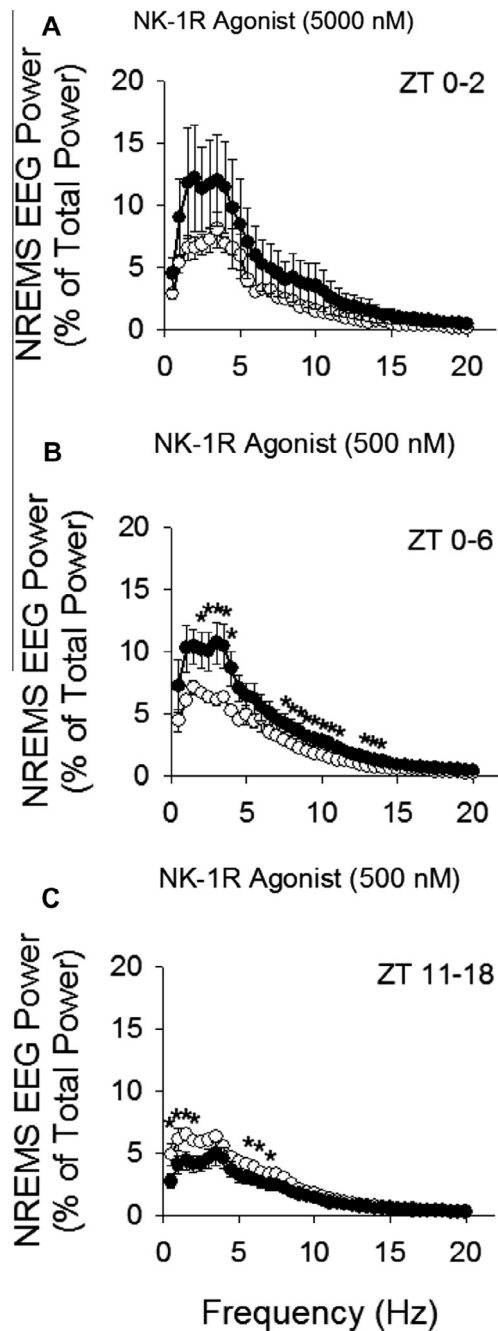 A
NK-1R Agonist (5000 nM)
ZT 0-2
NREMS EEG Power
(% of Total Power)
20
15
10
5
0
0 5 10 15 20
B
NK-1R Agonist (500 nM)
ZT 0-6
NREMS EEG Power
(% of Total Power)
20
15
10
5
0
* * * * *
* * * * * * * * * * *
0 5 10 15 20
NK-1R Agonist (500 nM)
C
ZT 11-18
NREMS EEG Power
(% of Total Power)
20
15
10
5
0
* * * *
* * *
0 5 10 15 20
Frequency (Hz)